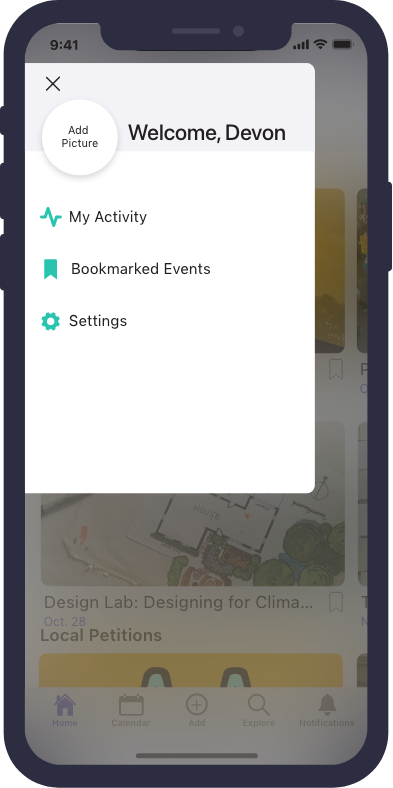 9:41
Add
Picture
Welcome, Devon
My Activity
Bookmarked Events
Settings
P
HOUSE
Design Lab: Designing for Clima...
T
Oct. 28
N
Local Petitions
Home
Calendar
Add
Explore
Notifications